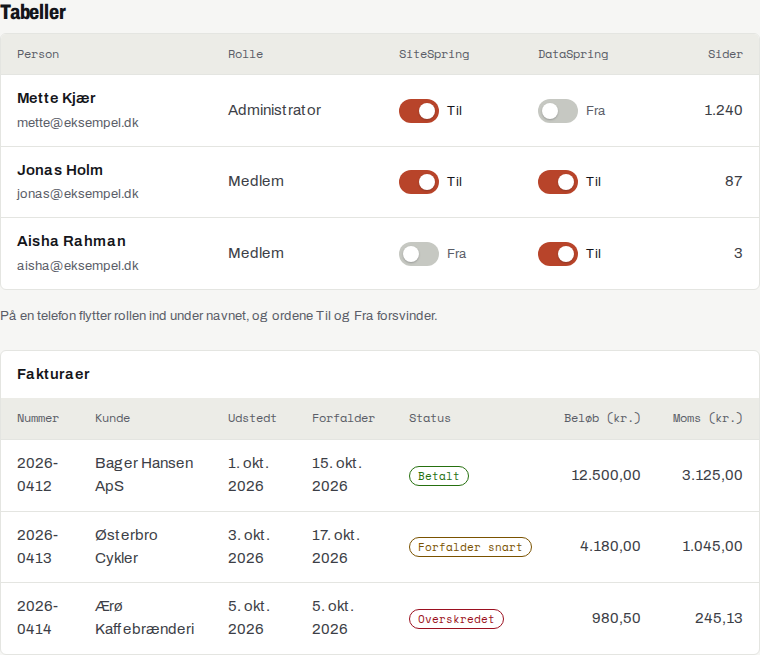 Tabeller
Person Rolle SiteSpring DataSpring Sider
Mette Kjær
mette@eksempel.dk
Administrator Til Fra 1.240
Jonas Holm
jonas@eksempel.dk
Medlem Til Til 87
Aisha Rahman
aisha@eksempel.dk
Medlem Fra Til 3
På en telefon flytter rollen ind under navnet, og ordene Til og Fra forsvinder.
Fakturaer
Nummer Kunde Udstedt Forfalder Status Beløb (kr.) Moms (kr.)
2026- Bager Hansen 1. okt. 15. okt.
0412 ApS 2026 2026
Betalt 12.500,00 3.125,00
2026- Østerbro 3. okt. 17. okt.
0413 Cykler 2026 2026
Forfalder snart 4.180,00 1.045,00
2026- Ærø 5. okt. 5. okt.
0414 Kaffebrænderi 2026 2026
Overskredet 980,50 245,13